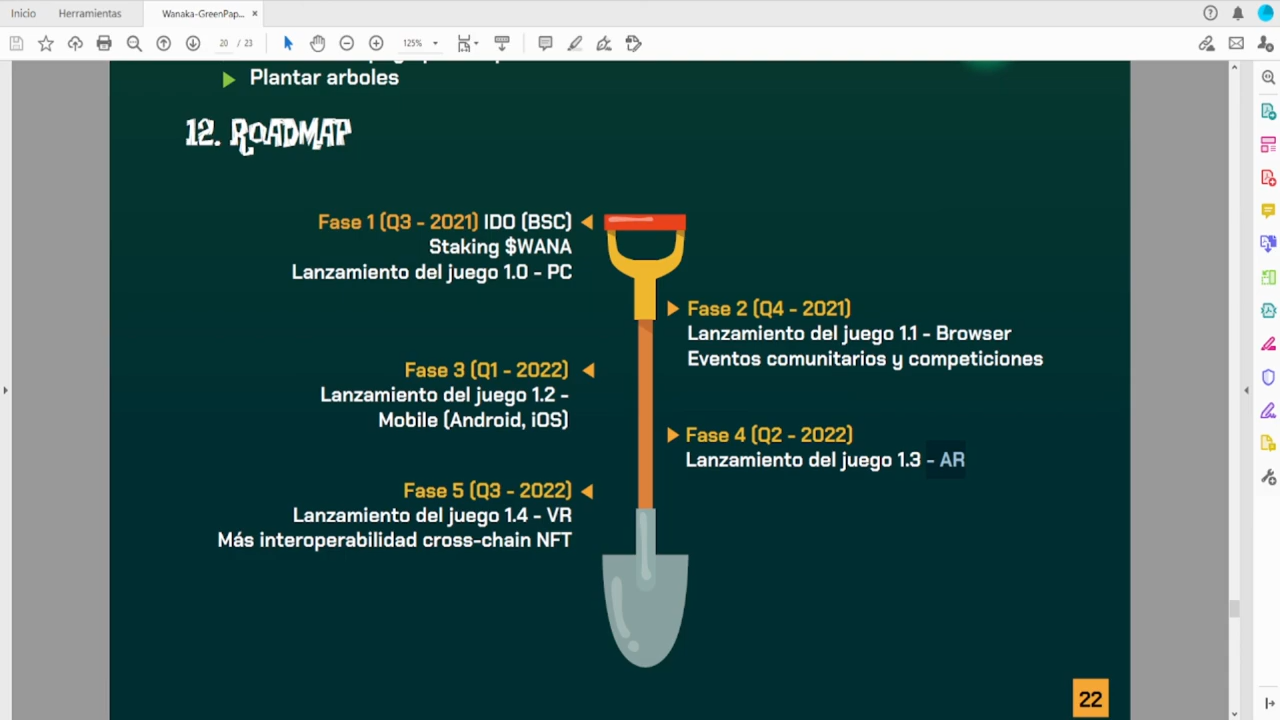 Inicio Herramientas Wanaka-GreenPap... ×
20 / 23 125%
Plantar arboles
12. ROADMAP
Fase 1 (Q3 - 2021) IDO (BSC)
Staking $WANA
Lanzamiento del juego 1.0 - PC
Fase 2 (Q4 - 2021)
Lanzamiento del juego 1.1 - Browser
Eventos comunitarios y competiciones
Fase 3 (Q1 - 2022)
Lanzamiento del juego 1.2 -
Mobile (Android, iOS)
Fase 4 (Q2 - 2022)
Lanzamiento del juego 1.3 - AR
Fase 5 (Q3 - 2022)
Lanzamiento del juego 1.4 - VR
Más interoperabilidad cross-chain NFT
22